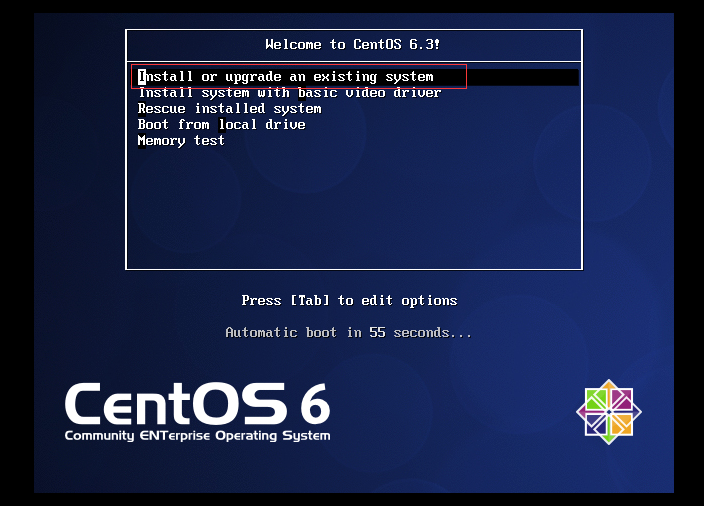 Welcome to CentOS 6.3!
Install or upgrade an existing system
Install system with basic video driver
Rescue installed system
Boot from local drive
Memory test
Press [Tab] to edit options
Automatic boot in 55 seconds...
CentOS 6
Community ENTerprise Operating System